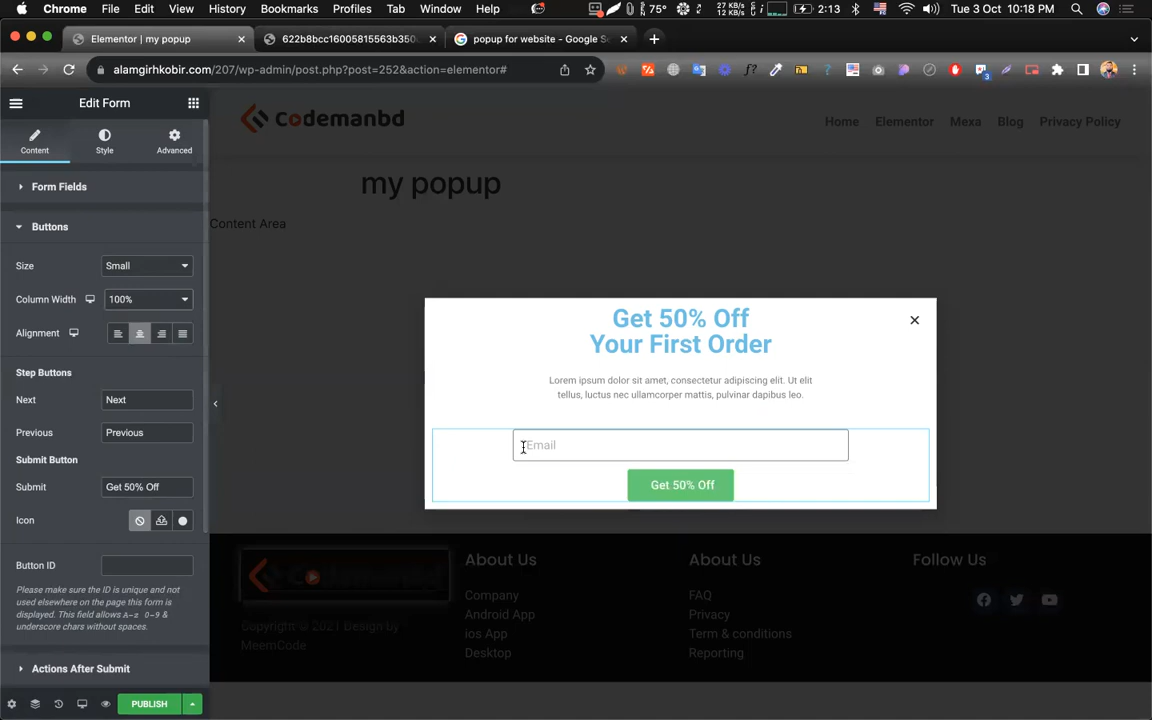 Chrome File Edit View History Bookmarks Profiles Tab Window Help 75° 27 KB/s 12 KB/s 2:13 Tue 3 Oct 10:18 PM
Elementor | my popup
622b8bcc16005815563b350
popup for website - Google Se
alamgirhkobir.com/207/wp-admin/post.php?post=252&action=elementor#
Edit Form
Content Style Advanced
Form Fields
Buttons
Size Small
Column Width 100%
Alignment
Step Buttons
Next Next
Previous Previous
Submit Button
Submit Get 50% Off
Icon
Button ID
Please make sure the ID is unique and not
used elsewhere on the page this form is
displayed. This field allows A-z 0-9 &
underscore chars without spaces.
Actions After Submit
PUBLISH
codemanbd
Home Elementor Mexa Blog Privacy Policy
my popup
Content Area
Get 50% Off
Your First Order
Lorem ipsum dolor sit amet, consectetur adipiscing elit. Ut elit
tellus, luctus nec ullamcorper mattis, pulvinar dapibus leo.
Email
Get 50% Off
Copyright © 2021 Design by
MeemCode
About Us
Company
Android App
ios App
Desktop
About Us
FAQ
Privacy
Term & conditions
Reporting
Follow Us